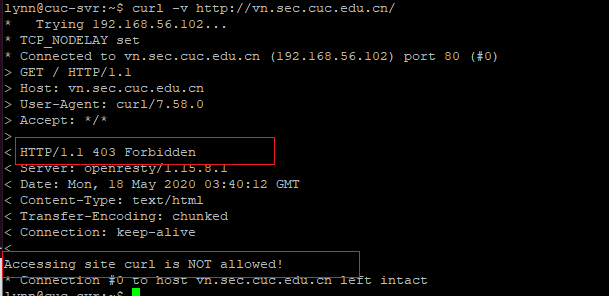 lynn@cuc-svr:~$ curl -v http://vn.sec.cuc.edu.cn/
*   Trying 192.168.56.102...
* TCP_NODELAY set
* Connected to vn.sec.cuc.edu.cn (192.168.56.102) port 80 (#0)
> GET / HTTP/1.1
> Host: vn.sec.cuc.edu.cn
> User-Agent: curl/7.58.0
> Accept: */*
>
< HTTP/1.1 403 Forbidden
< Server: openresty/1.15.8.1
< Date: Mon, 18 May 2020 03:40:12 GMT
< Content-Type: text/html
< Transfer-Encoding: chunked
< Connection: keep-alive
<
Accessing site curl is NOT allowed!
* Connection #0 to host vn.sec.cuc.edu.cn left intact
lynn@cuc-svr:~$